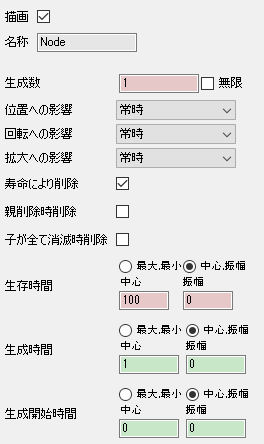 描画
名称 Node
生成数 1 無限
位置への影響 常時
回転への影響 常時
拡大への影響 常時
寿命により削除
親削除時削除
子が全て消滅時削除
最大,最小 中心,振幅
生存時間 中心 振幅
100 0
最大,最小 中心,振幅
生成時間 中心 振幅
1 0
最大,最小 中心,振幅
生成開始時間 中心 振幅
0 0